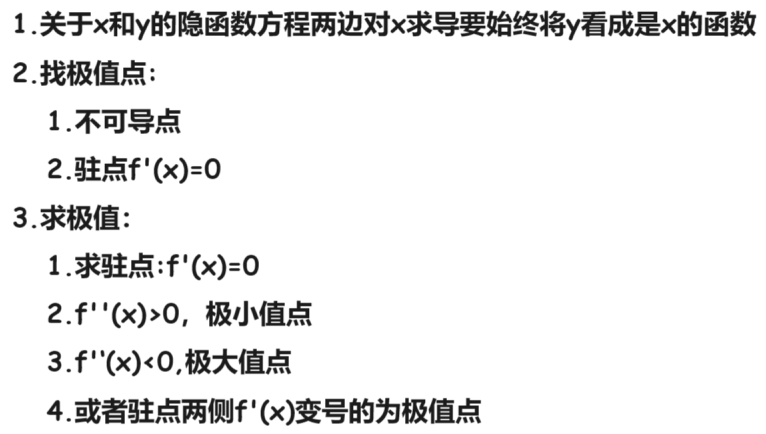 1.关于x和y的隐函数方程两边对x求导要始终将y看成是x的函数
2.找极值点:
1.不可导点
2.驻点f'(x)=0
3.求极值:
1.求驻点:f'(x)=0
2.f''(x)>0，极小值点
3.f''(x)<0,极大值点
4.或者驻点两侧f'(x)变号的为极值点